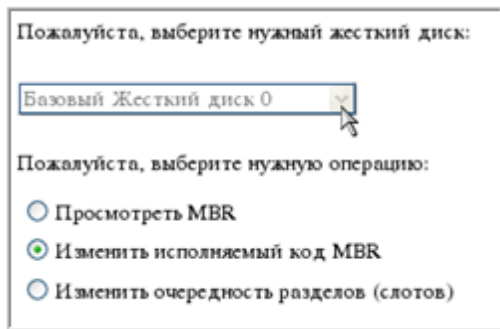 Пожалуйста, выберите нужный жесткий диск:
Базовый Жесткий диск 0
Пожалуйста, выберите нужную операцию:
Просмотреть MBR
Изменить исполняемый код MBR
Изменить очередность разделов (слотов)